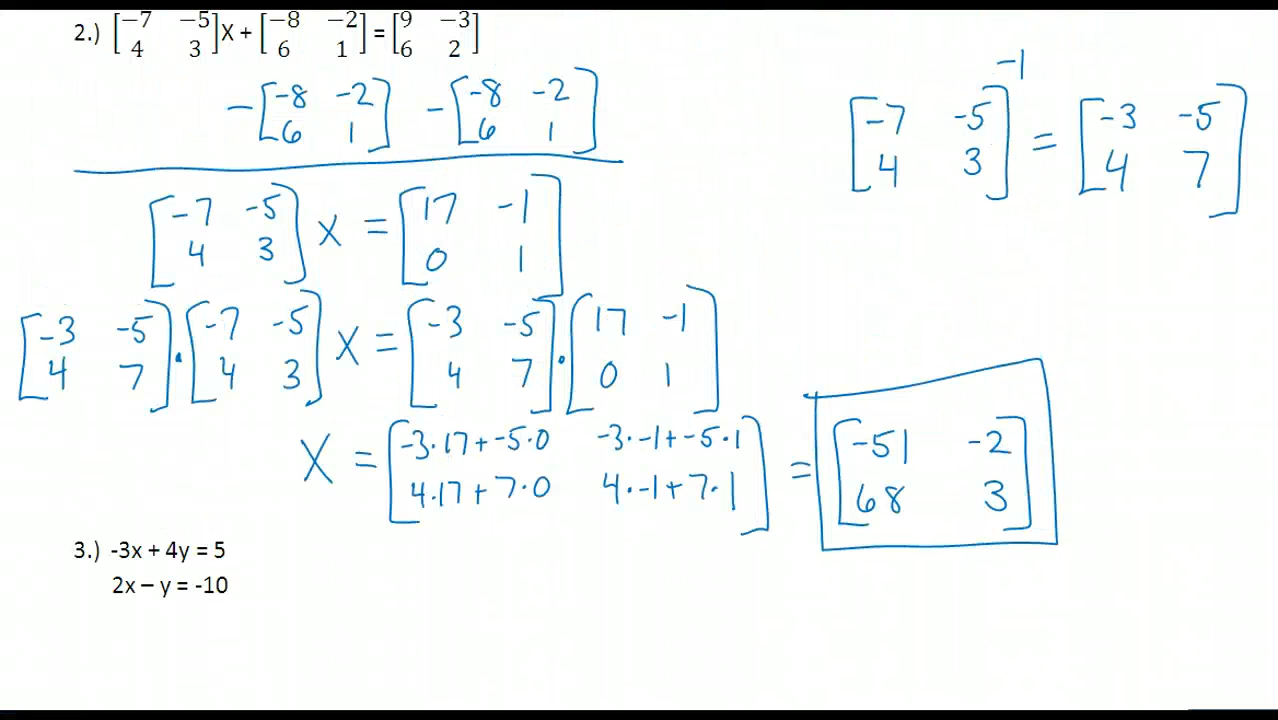 2.) [−7 −5] X + [−8 −2] = [9 −3]
[4 3] [6 1] [6 2]
-1
- [-8 -2] - [-8 -2]
[6 1] [6 1]
[-7 -5] = [-3 -5]
[4 3] [4 7]
[-7 -5] X = [17 -1]
[4 3] [0 1]
[-3 -5] · [-7 -5] X = [-3 -5] · [17 -1]
[4 7] [4 3] [4 7] [0 1]
X = [-3·17+-5·0 -3·-1+-5·1] = [-51 -2]
[4·17+7·0 4·-1+7·1] [68 3]
3.) -3x + 4y = 5
2x – y = -10